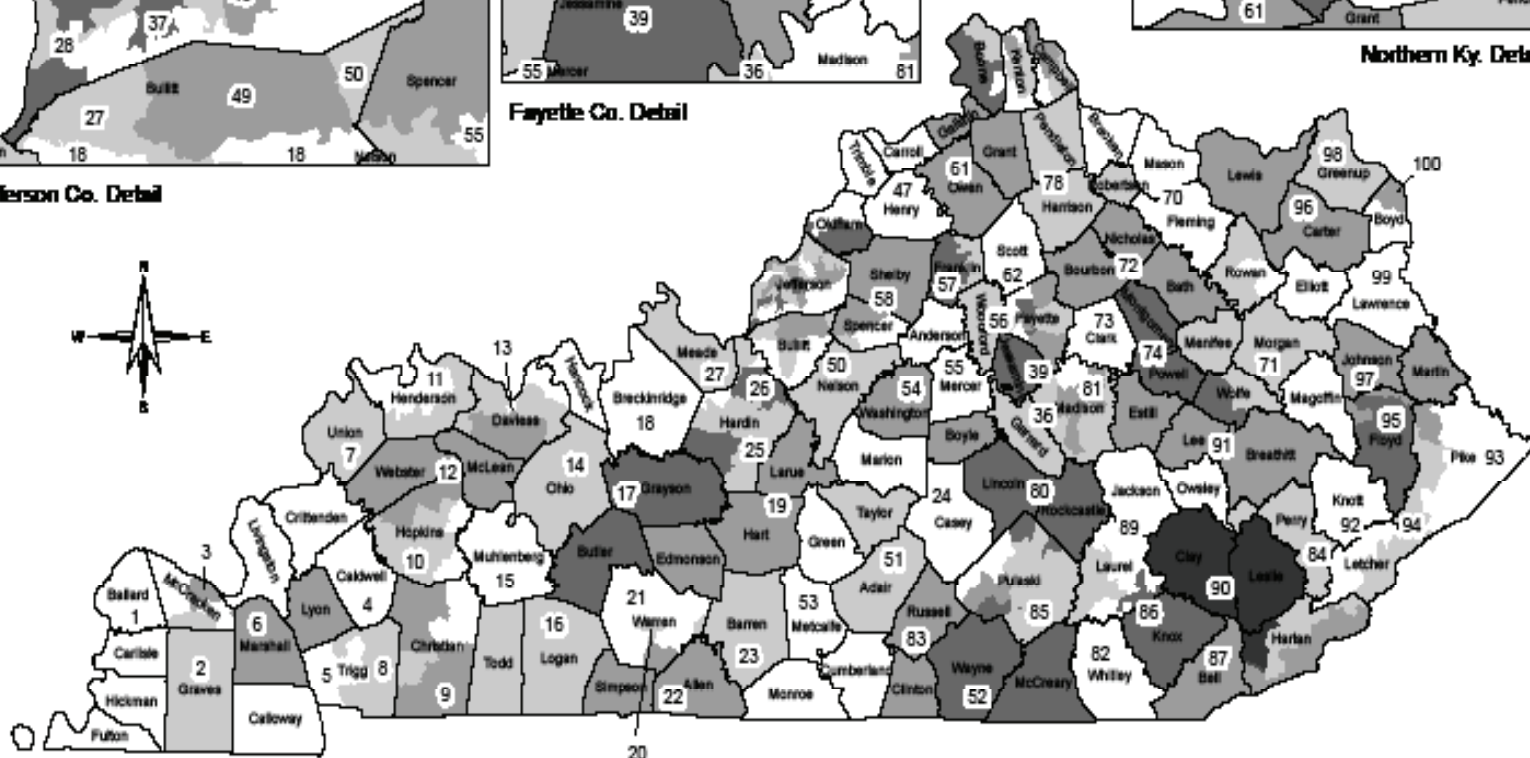 37
28
27
Bullitt
49
50
Spencer
55
18
18
Nelson
erson Co. Detail
Jessamine
39
55
Mercer
36
Madison
81
Fayette Co. Detail
61
Grant
Northern Ky. Deta
N
W
E
S
Boone
Kenton
Campbell
Gallatin
Carroll
Trimble
61
Owen
Grant
Pendleton
Bracken
Mason
Robertson
70
Fleming
Lewis
98
Greenup
100
96
Carter
Boyd
47
Henry
78
Harrison
Oldham
Shelby
58
Franklin
57
Scott
62
Nicholas
Bourbon
72
Bath
Rowan
Elliott
99
Lawrence
Jefferson
Spencer
Anderson
Woodford
56
Fayette
73
Clark
Montgomery
74
Powell
Menifee
Morgan
71
Johnson
97
Martin
Magoffin
Bullitt
Meade
27
50
Nelson
26
Hardin
25
54
Washington
55
Mercer
Jessamine
39
81
Madison
36
Garrard
Estill
Wolfe
Lee
91
Breathitt
95
Floyd
Pike
93
13
11
Henderson
Daviess
Hancock
Breckinridge
18
Union
7
Webster
12
McLean
14
Ohio
17
Grayson
Larue
Marion
Boyle
Lincoln
80
Rockcastle
Jackson
89
Owsley
Knott
92
94
Perry
84
Letcher
Crittenden
Livingston
Hopkins
10
Muhlenberg
15
Butler
Edmonson
19
Hart
Green
Taylor
24
Casey
51
Adair
Pulaski
85
Laurel
86
Clay
90
Leslie
Knox
Harlan
3
Ballard
1
McCracken
Caldwell
4
Lyon
6
Marshall
Carlisle
2
Graves
Hickman
Fulton
Calloway
5
Trigg
8
Christian
9
Todd
16
Logan
21
Warren
Simpson
20
22
Allen
Barren
23
53
Metcalfe
Monroe
Cumberland
Russell
83
Clinton
Wayne
52
McCreary
82
Whitley
87
Bell